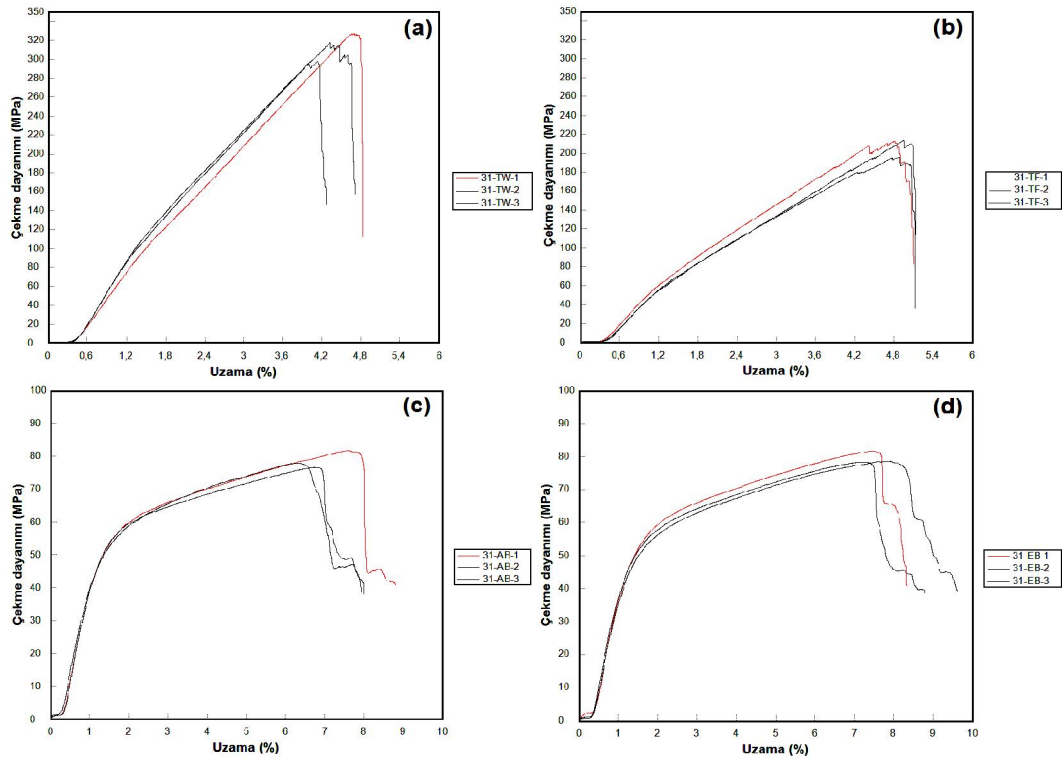 (a)
Çekme dayanımı (MPa)
350
320
300
280
260
240
220
200
180
160
140
120
100
80
60
40
20
0
0 0,6 1,2 1,8 2,4 3 3,6 4,2 4,8 5,4 6
Uzama (%)
31-TW-1
31-TW-2
31-TW-3
(b)
Çekme dayanımı (MPa)
350
320
300
280
260
240
220
200
180
160
140
120
100
80
60
40
20
0
0 0,6 1,2 1,8 2,4 3 3,6 4,2 4,8 5,4 6
Uzama (%)
31-TF-1
31-TF-2
31-TF-3
(c)
Çekme dayanımı (MPa)
100
90
80
70
60
50
40
30
20
10
0
0 1 2 3 4 5 6 7 8 9 10
Uzama (%)
31-AB-1
31-AB-2
31-AB-3
(d)
Çekme dayanımı (MPa)
100
90
80
70
60
50
40
30
20
10
0
0 1 2 3 4 5 6 7 8 9 10
Uzama (%)
31-EB-1
31-EB-2
31-EB-3